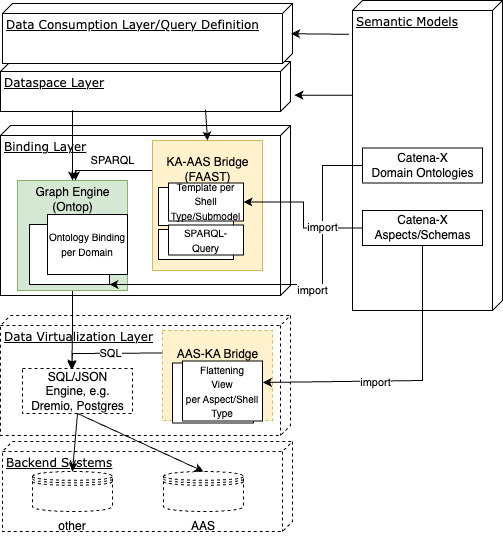 Data Consumption Layer/Query Definition
Semantic Models
Dataspace Layer
Binding Layer
SPARQL
KA-AAS Bridge
(FAAST)
Template per
Shell
Type/Submodel
SPARQL-
Query
Graph Engine
(Ontop)
Ontology Binding
per Domain
Catena-X
Domain Ontologies
Catena-X
Aspects/Schemas
import
import
Data Virtualization Layer
SQL
AAS-KA Bridge
Flattening
View
per Aspect/Shell
Type
SQL/JSON
Engine, e.g.
Dremio, Postgres
import
Backend Systems
other
AAS